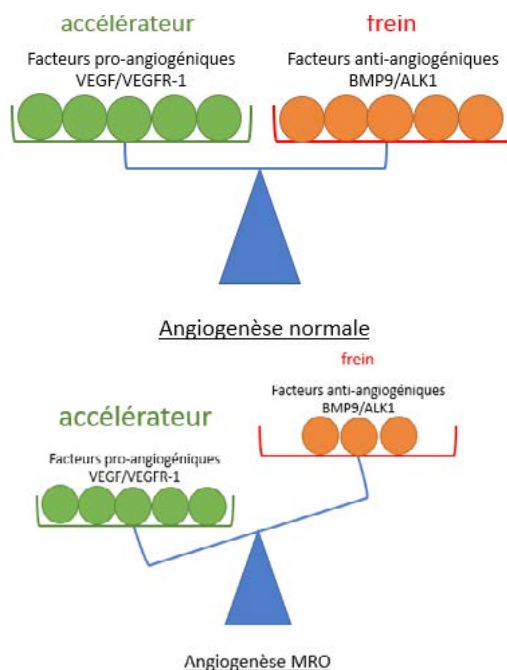 accélérateur
frein
Facteurs pro-angiogéniques
VEGF/VEGFR-1
Facteurs anti-angiogéniques
BMP9/ALK1
Angiogenèse normale
frein
Facteurs anti-angiogéniques
BMP9/ALK1
accélérateur
Facteurs pro-angiogéniques
VEGF/VEGFR-1
Angiogenèse MRO